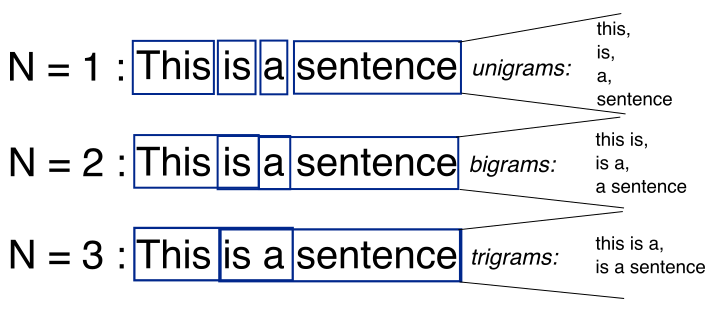 N = 1 : This is a sentence unigrams:
this,
is,
a,
sentence
N = 2 : This is a sentence bigrams:
this is,
is a,
a sentence
N = 3 : This is a sentence trigrams:
this is a,
is a sentence